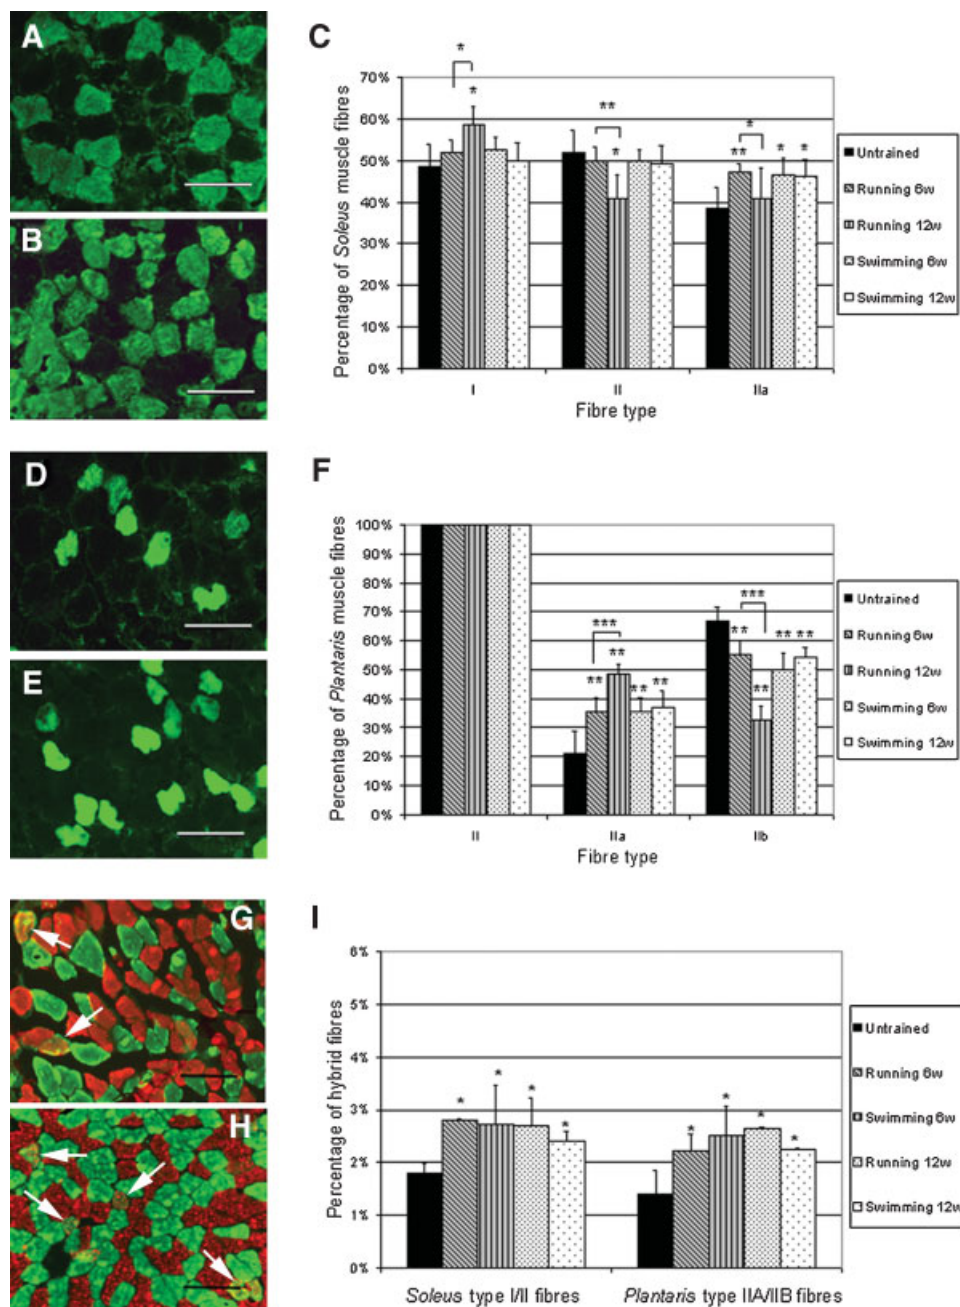 A
B
C
*
*
**
*
*
**
*
*
70%
60%
50%
40%
30%
20%
10%
0%
Percentage of Soleus muscle fibres
I
II
IIa
Fibre type
Untrained
Running 6w
Running 12w
Swimming 6w
Swimming 12w
D
E
F
100%
90%
80%
70%
60%
50%
40%
30%
20%
10%
0%
Percentage of Plantaris muscle fibres
***
**
**
**
**
***
**
**
**
**
II
IIa
IIb
Fibre type
Untrained
Running 6w
Running 12w
Swimming 6w
Swimming 12w
G
H
I
6%
5%
4%
3%
2%
1%
0%
Percentage of hybrid fibres
*
*
*
*
*
*
*
*
Soleus type I/II fibres
Plantaris type IIA/IIB fibres
Untrained
Running 6w
Swimming 6w
Running 12w
Swimming 12w